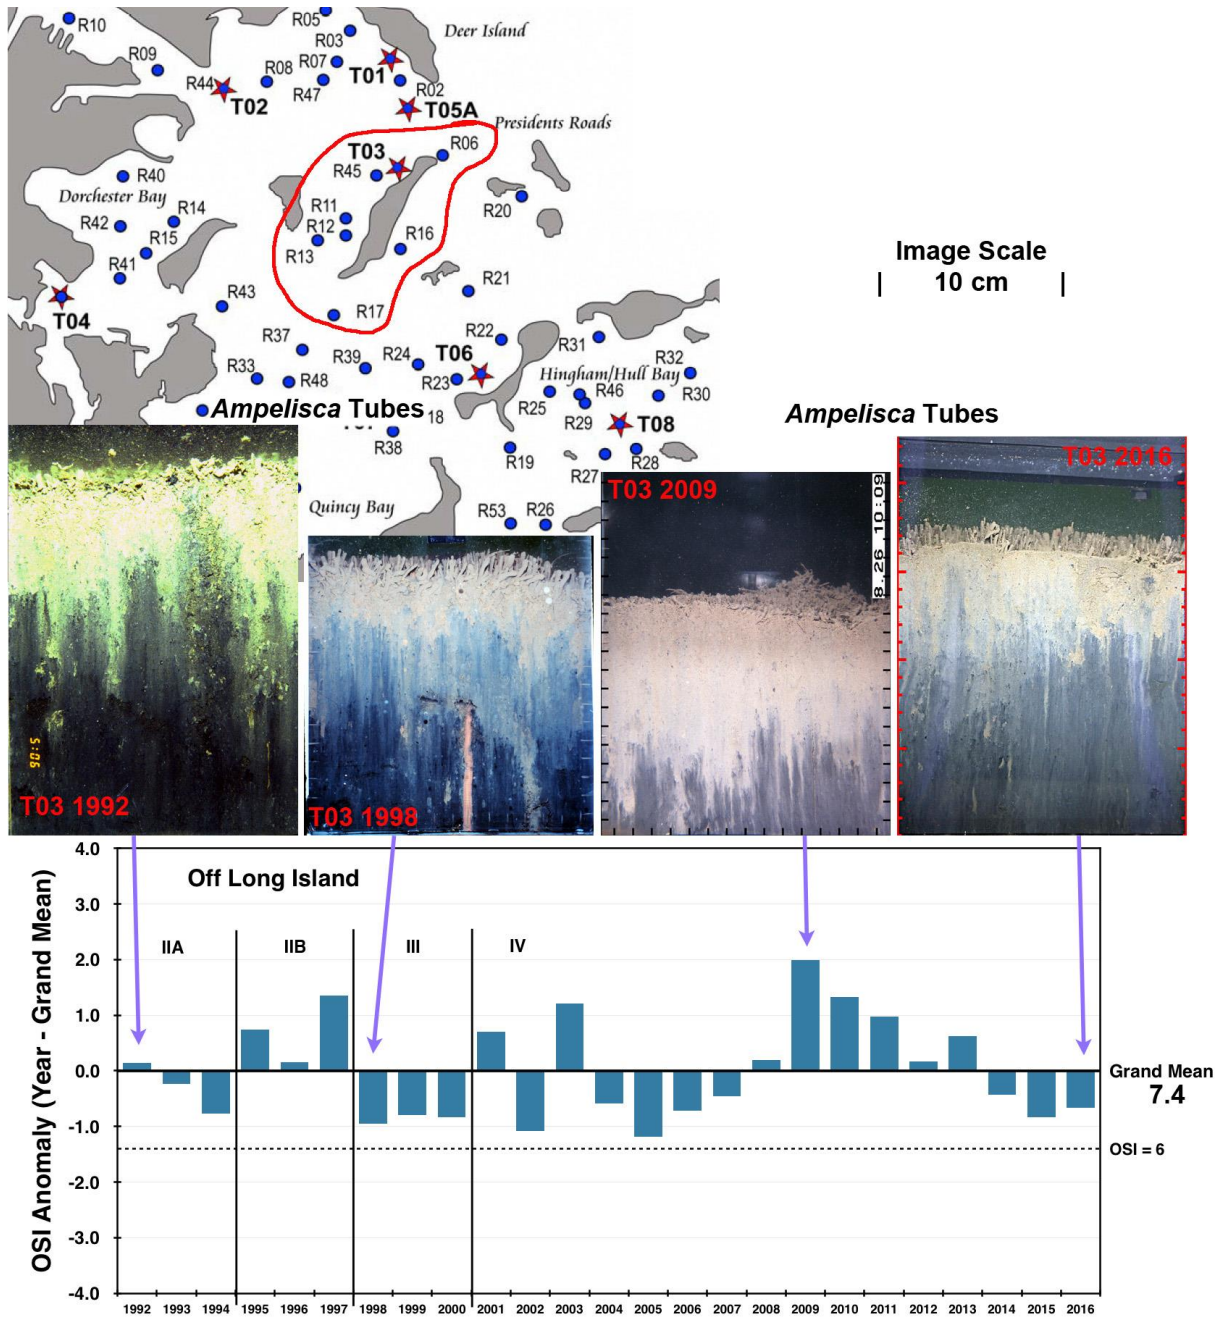 R10
R05
R03
Deer Island
R09
R44
R08
R07
R47
T01
R02
T02
T05A
Presidents Roads
T03
R06
R45
R40
Dorchester Bay
R14
R42
R15
R41
R11
R12
R13
R16
R20
Image Scale
10 cm
T04
R43
R17
R21
R37
R22
R31
R33
R48
R39
R24
T06
R23
Hingham/Hull Bay
R32
R30
R25
R46
R29
T08
Ampelisca Tubes
18
Ampelisca Tubes
R38
R19
R27
R28
Quincy Bay
R53
R26
T03 2009
8.26 10:09
T03 2016
5:06
T03 1992
T03 1998
Off Long Island
OSI Anomaly (Year - Grand Mean)
4.0
3.0
2.0
1.0
0.0
-1.0
-2.0
-3.0
-4.0
IIA
IIB
III
IV
Grand Mean
7.4
OSI = 6
1992 1993 1994 1995 1996 1997 1998 1999 2000 2001 2002 2003 2004 2005 2006 2007 2008 2009 2010 2011 2012 2013 2014 2015 2016